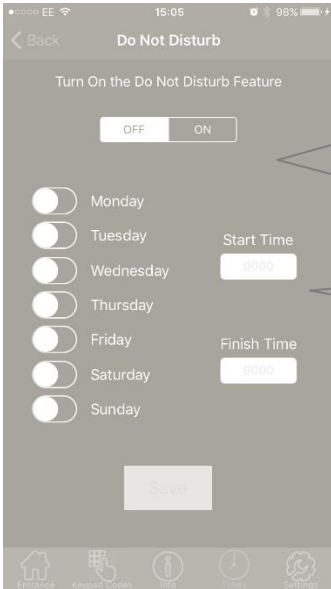 EE 15:05 98%
Back Do Not Disturb
Turn On the Do Not Disturb Feature
OFF ON
Monday
Tuesday
Wednesday
Thursday
Friday
Saturday
Sunday
Start Time
0000
Finish Time
0000
Save
Entrance Keypad Codes Info Times Settings